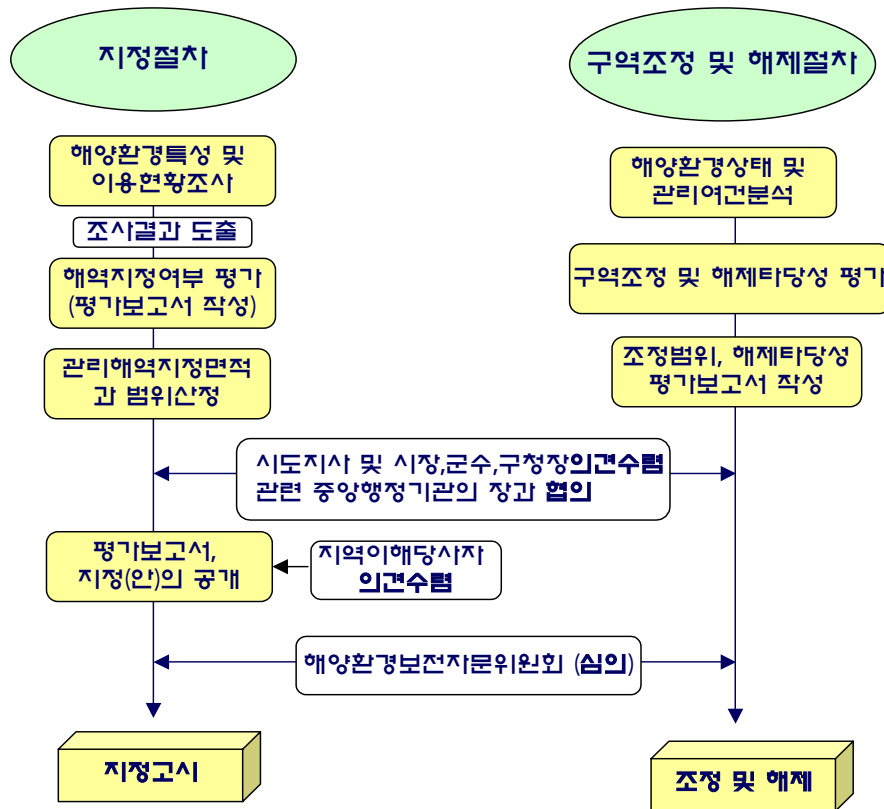 지정절차
구역조정 및 해제절차
해양환경특성 및
이용현황조사
조사결과 도출
해역지정여부 평가
(평가보고서 작성)
관리해역지정면적
과 범위산정
해양환경상태 및
관리여건분석
구역조정 및 해제타당성 평가
조정범위, 해제타당성
평가보고서 작성
시도지사 및 시장,군수,구청장의견수렴
관련 중앙행정기관의 장과 협의
평가보고서,
지정(안)의 공개
지역이해당사자
의견수렴
해양환경보전자문위원회 (심의)
지정고시
조정 및 해제